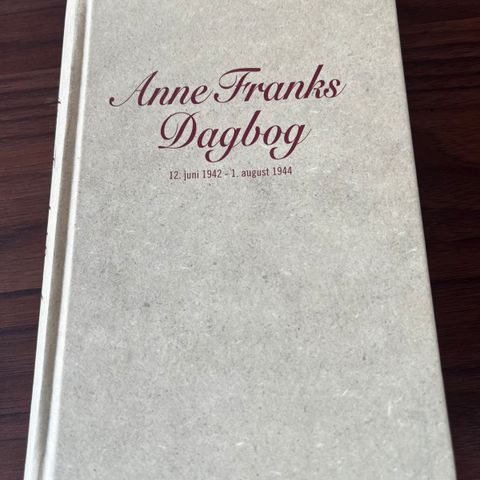 Anne Franks
Dagbog
12. juni 1942 - 1. august 1944